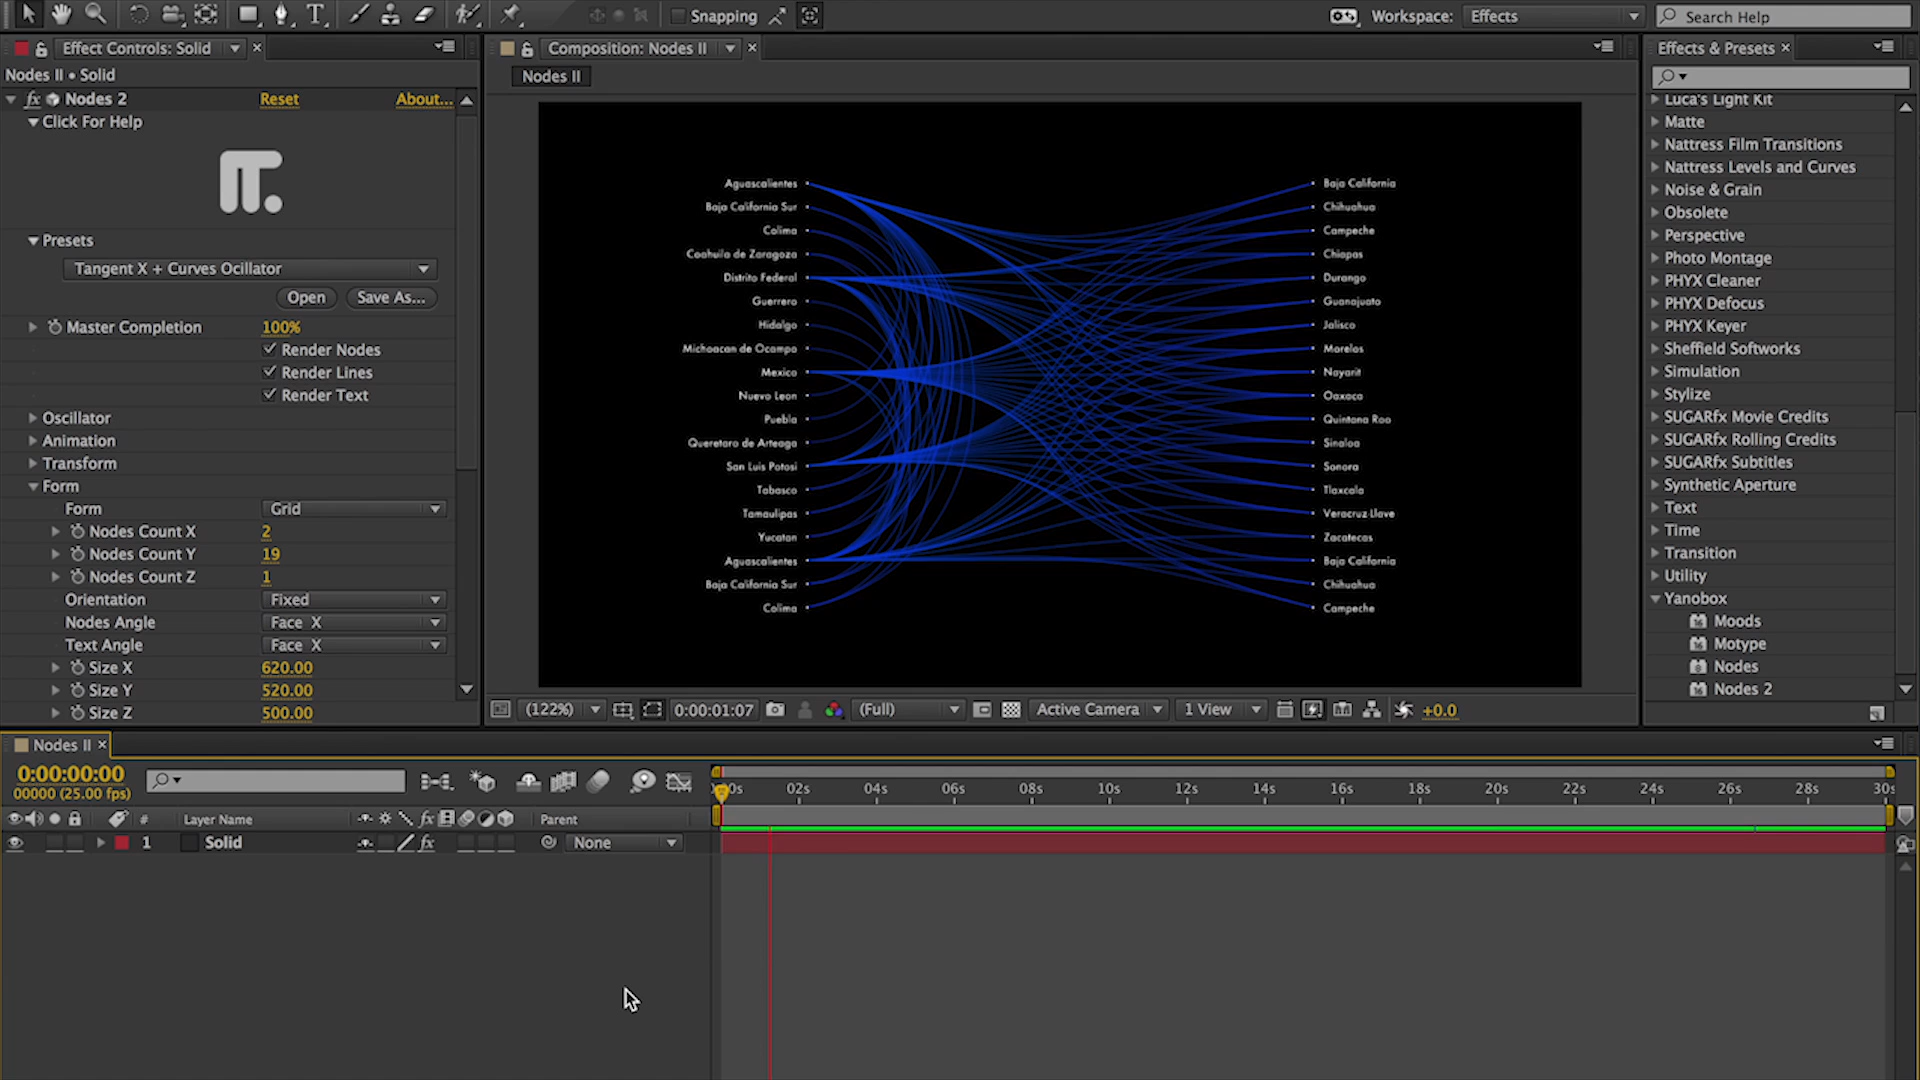 Snapping
Workspace: Effects
Search Help
Effect Controls: Solid
Composition: Nodes II
Effects & Presets
Nodes II • Solid
Nodes II
fx Nodes 2 Reset About...
Click For Help
Presets
Tangent X + Curves Ocillator
Open Save As...
Master Completion 100%
Render Nodes
Render Lines
Render Text
Oscillator
Animation
Transform
Form
Form Grid
Nodes Count X 2
Nodes Count Y 19
Nodes Count Z 1
Orientation Fixed
Nodes Angle Face X
Text Angle Face X
Size X 620.00
Size Y 520.00
Size Z 500.00
Aguascalientes
Baja California Sur
Colima
Coahuila de Zaragoza
Distrito Federal
Guerrero
Hidalgo
Michoacan de Ocampo
Mexico
Nuevo Leon
Puebla
Queretaro de Arteaga
San Luis Potosi
Tabasco
Tamaulipas
Yucatan
Aguascalientes
Baja California Sur
Colima
Baja California
Chihuahua
Campeche
Chiapas
Durango
Guanajuato
Jalisco
Morelos
Nayarit
Oaxaca
Quintana Roo
Sinaloa
Sonora
Tlaxcala
Veracruz-Llave
Zacatecas
Baja California
Chihuahua
Campeche
(122%) 0:00:01:07 (Full) Active Camera 1 View +0.0
Luca's Light Kit
Matte
Nattress Film Transitions
Nattress Levels and Curves
Noise & Grain
Obsolete
Perspective
Photo Montage
PHYX Cleaner
PHYX Defocus
PHYX Keyer
Sheffield Softworks
Simulation
Stylize
SUGARfx Movie Credits
SUGARfx Rolling Credits
SUGARfx Subtitles
Synthetic Aperture
Text
Time
Transition
Utility
Yanobox
Moods
Motype
Nodes
Nodes 2
Nodes II
0:00:00:00
00000 (25.00 fps)
02s 04s 06s 08s 10s 12s 14s 16s 18s 20s 22s 24s 26s 28s 30s
# Layer Name fx Parent
1 Solid fx None